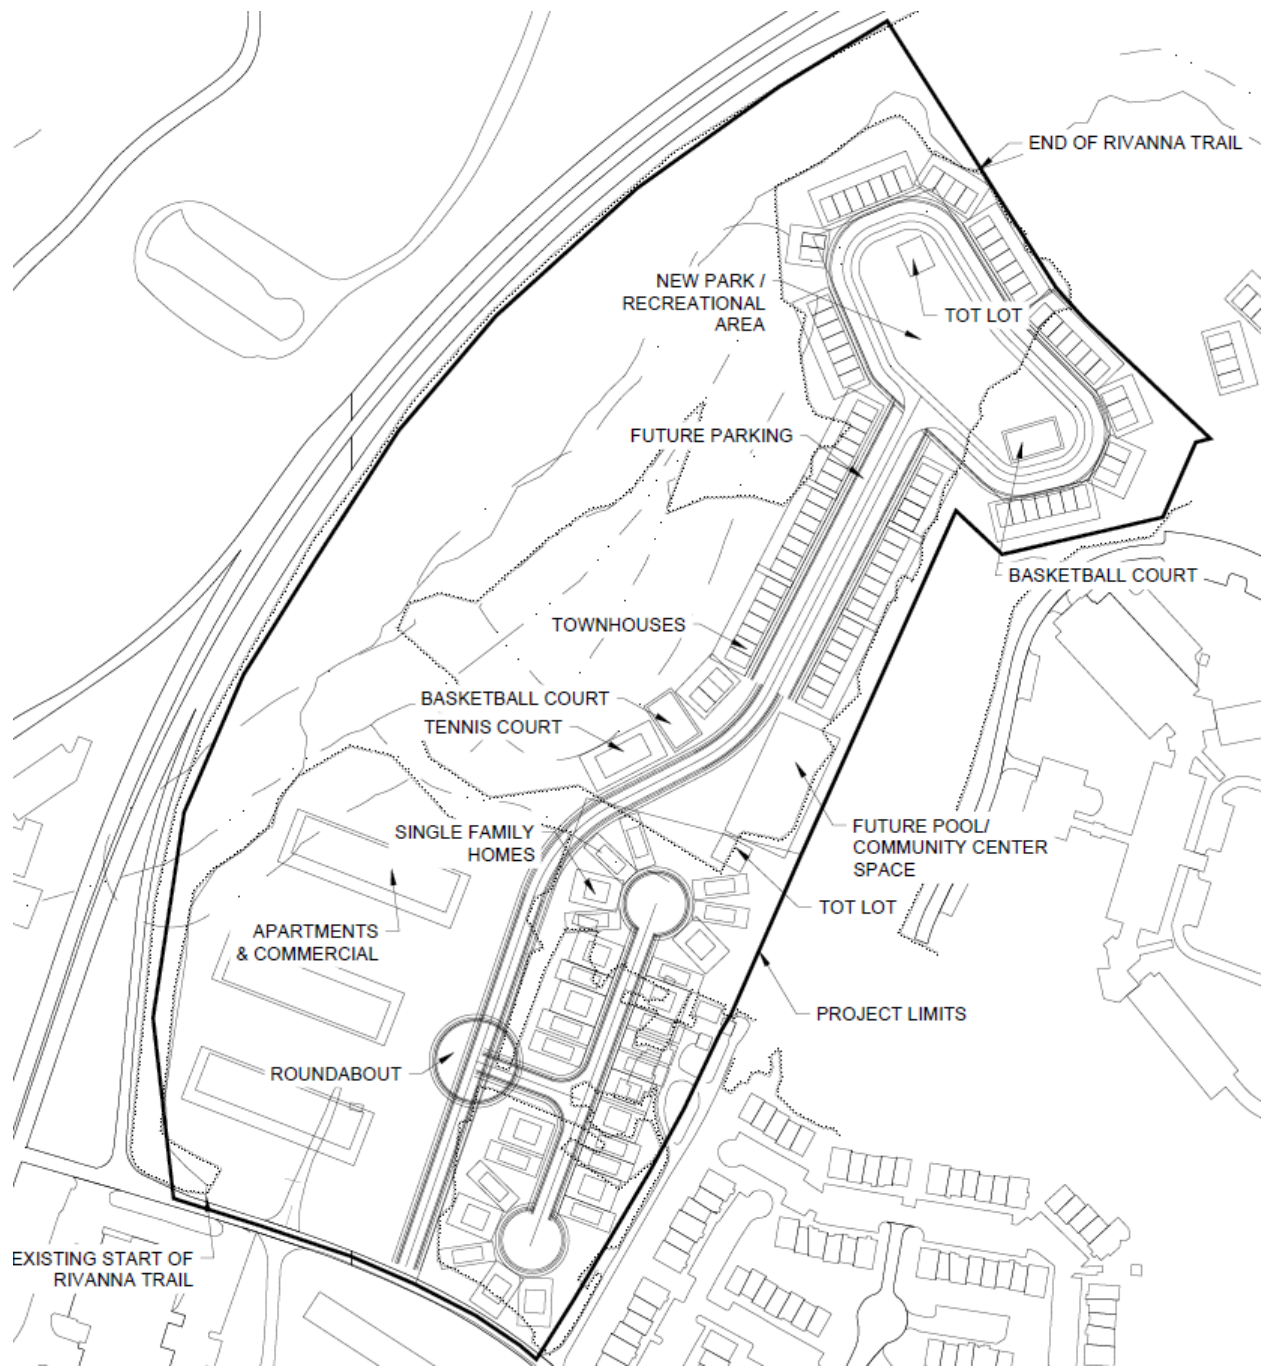 END OF RIVANNA TRAIL
NEW PARK /
RECREATIONAL
AREA
TOT LOT
FUTURE PARKING
BASKETBALL COURT
TOWNHOUSES
BASKETBALL COURT
TENNIS COURT
SINGLE FAMILY
HOMES
FUTURE POOL/
COMMUNITY CENTER
SPACE
TOT LOT
APARTMENTS
& COMMERCIAL
PROJECT LIMITS
ROUNDABOUT
EXISTING START OF
RIVANNA TRAIL